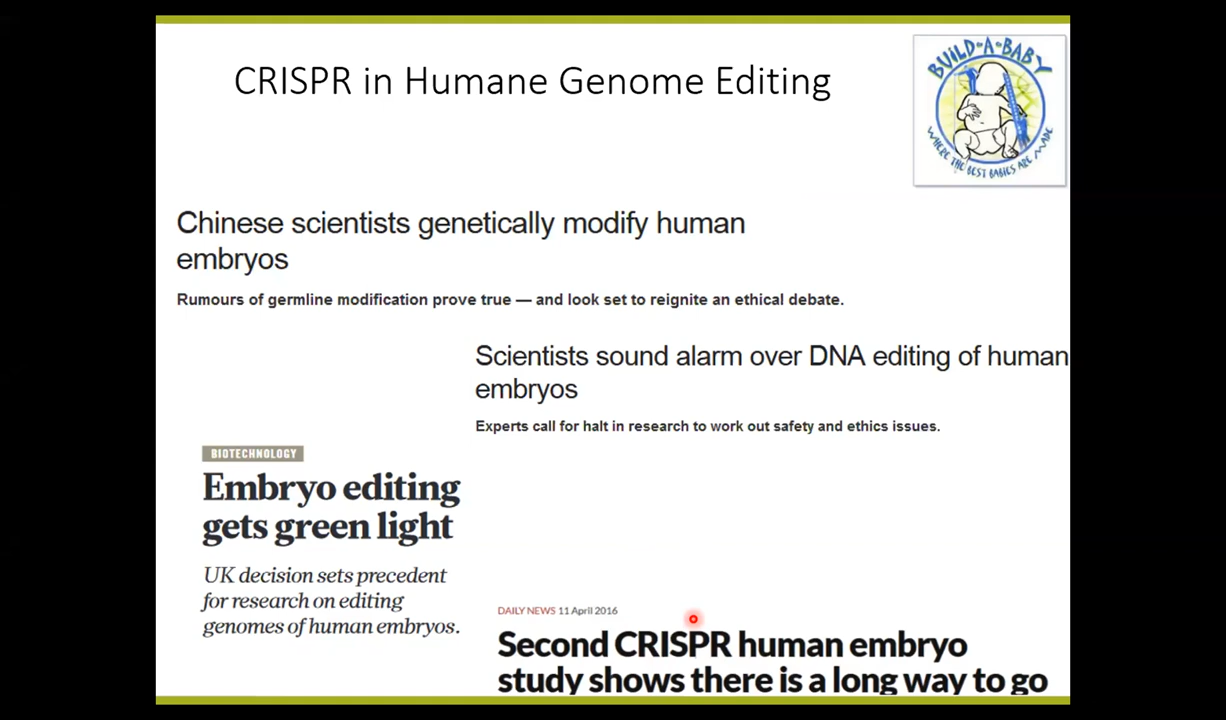 CRISPR in Humane Genome Editing
BUILD-A-BABY
WHERE THE BEST BABIES ARE MADE
Chinese scientists genetically modify human
embryos
Rumours of germline modification prove true — and look set to reignite an ethical debate.
Scientists sound alarm over DNA editing of human
embryos
Experts call for halt in research to work out safety and ethics issues.
BIOTECHNOLOGY
Embryo editing
gets green light
UK decision sets precedent
for research on editing
genomes of human embryos.
DAILY NEWS 11 April 2016
Second CRISPR human embryo
study shows there is a long way to go